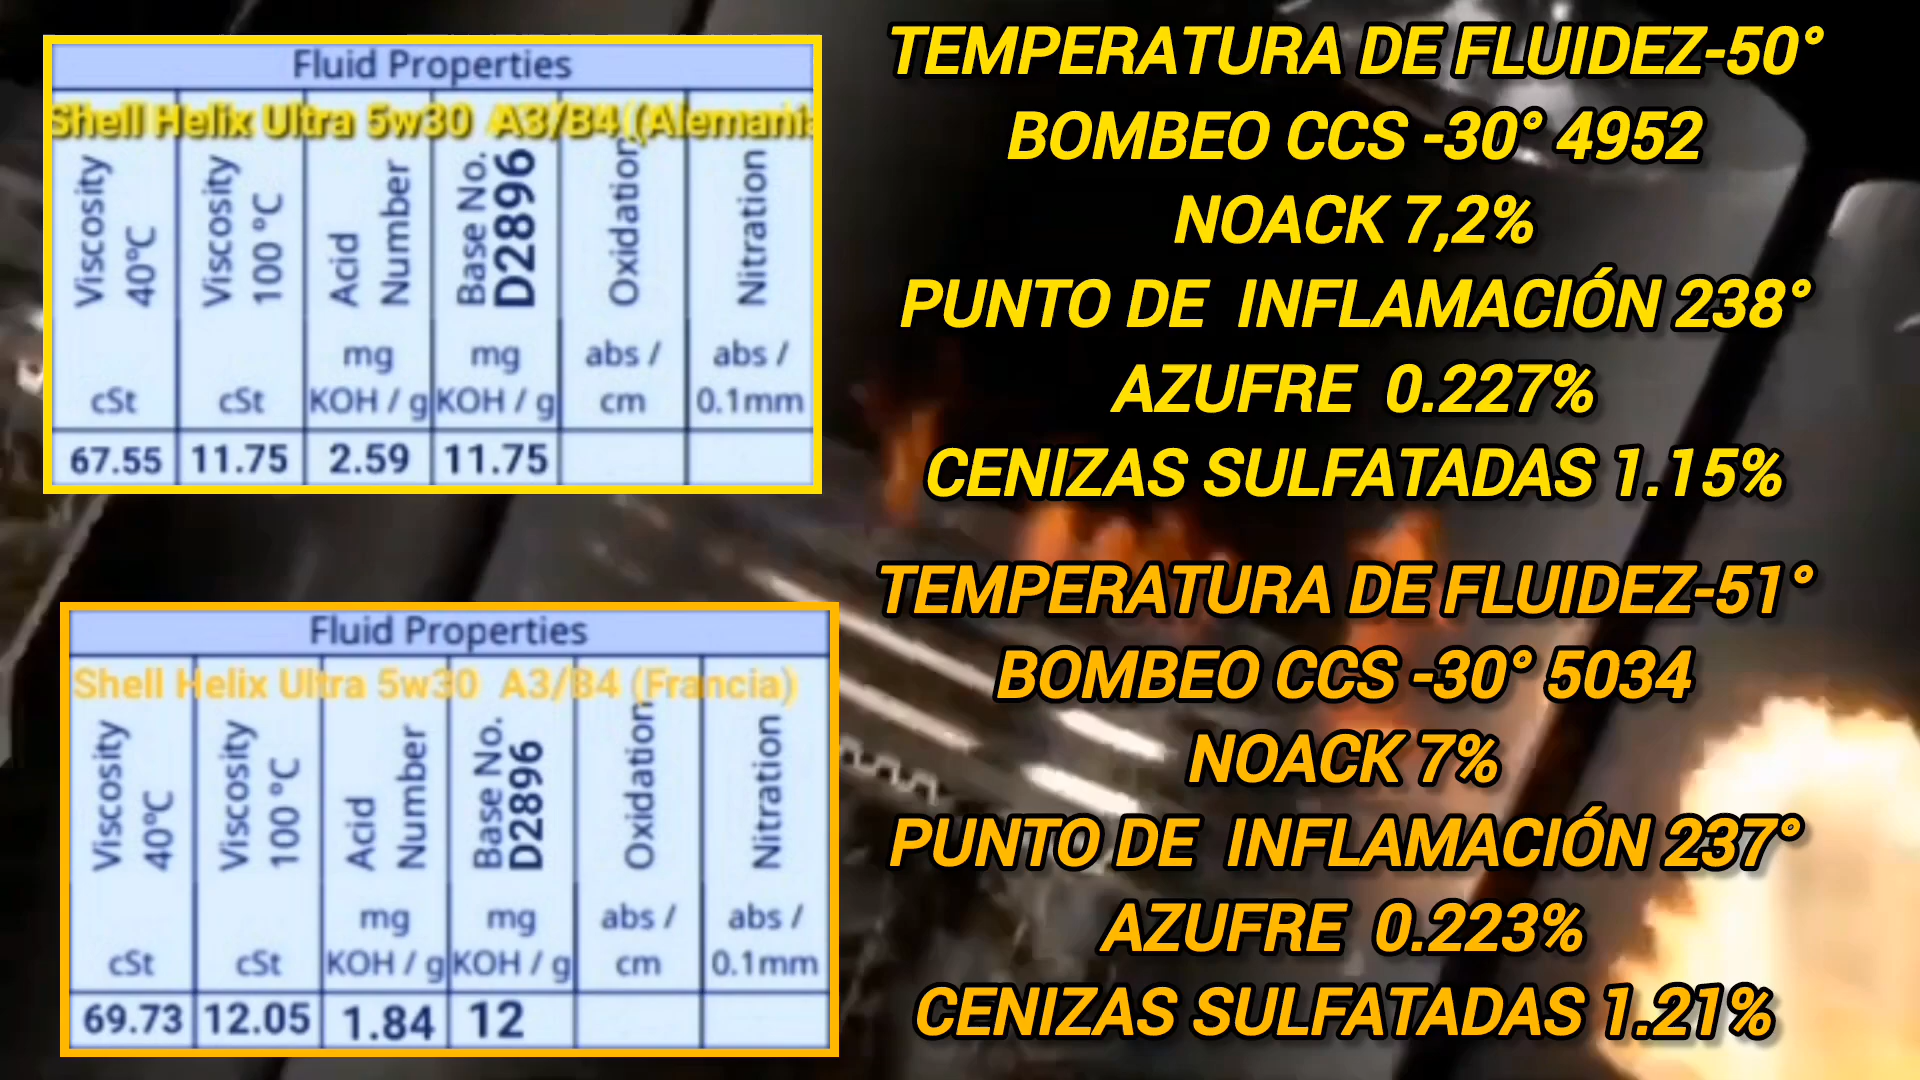 Fluid Properties
Shell Helix Ultra 5w30 A3/B4 (Alemania
Viscosity 40°C
Viscosity 100 °C
Acid Number
Base No. D2896
Oxidation
Nitration
cSt
cSt
mg KOH / g
mg KOH / g
abs / cm
abs / 0.1mm
67.55 11.75 2.59 11.75
TEMPERATURA DE FLUIDEZ-50°
BOMBEO CCS -30° 4952
NOACK 7,2%
PUNTO DE INFLAMACIÓN 238°
AZUFRE 0.227%
CENIZAS SULFATADAS 1.15%
Fluid Properties
Shell Helix Ultra 5w30 A3/B4 (Francia)
Viscosity 40°C
Viscosity 100 °C
Acid Number
Base No. D2896
Oxidation
Nitration
cSt
cSt
mg KOH / g
mg KOH / g
abs / cm
abs / 0.1mm
69.73 12.05 1.84 12
TEMPERATURA DE FLUIDEZ-51°
BOMBEO CCS -30° 5034
NOACK 7%
PUNTO DE INFLAMACIÓN 237°
AZUFRE 0.223%
CENIZAS SULFATADAS 1.21%